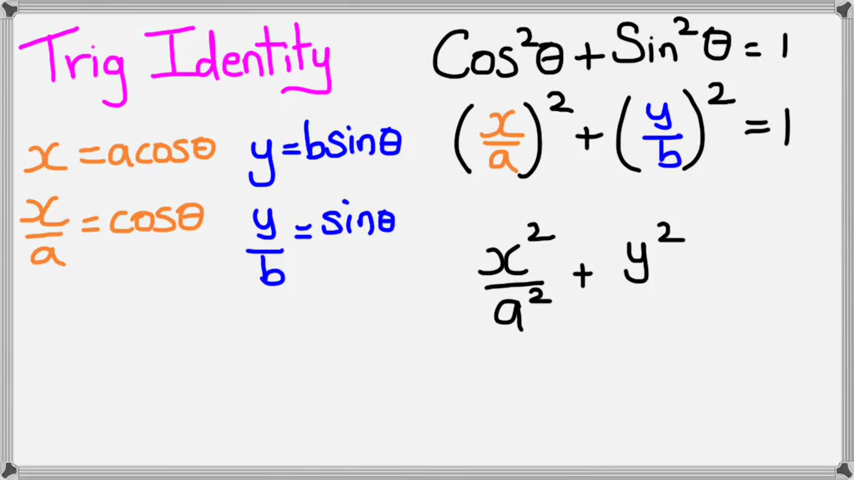 Trig Identity
x = acosθ
y = bsinθ
x/a = cosθ
y/b = sinθ
Cos²θ + Sin²θ = 1
(x/a)² + (y/b)² = 1
x²/a² + y²